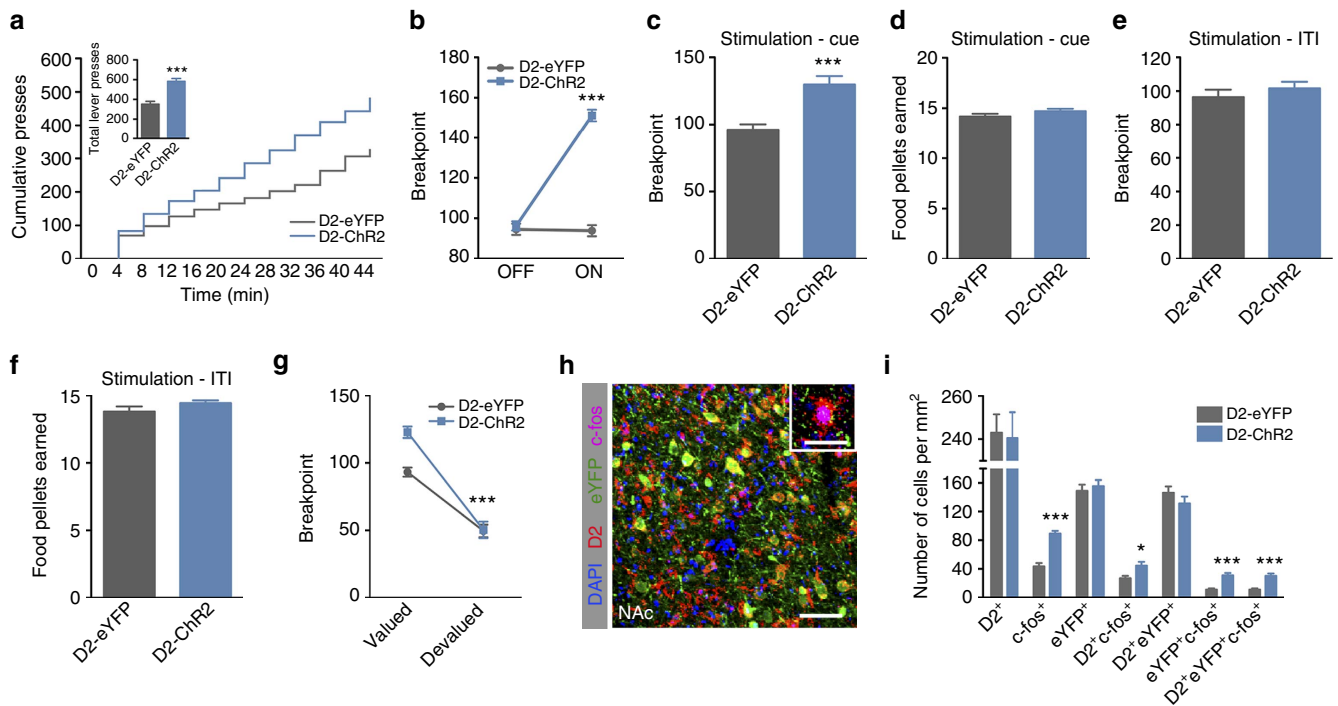 a
Cumulative presses
600
500
400
300
200
100
0
0 4 8 12 16 20 24 28 32 36 40 44
Time (min)
D2-eYFP
D2-ChR2
Total lever presses
800
600
400
200
0
***
D2-eYFP
D2-ChR2
b
Breakpoint
180
160
140
120
100
80
D2-eYFP
D2-ChR2
***
OFF ON
c
Stimulation - cue
Breakpoint
150
100
50
0
***
D2-eYFP
D2-ChR2
d
Stimulation - cue
Food pellets earned
20
15
10
5
0
D2-eYFP
D2-ChR2
e
Stimulation - ITI
Breakpoint
120
100
80
60
40
20
0
D2-eYFP
D2-ChR2
f
Stimulation - ITI
Food pellets earned
15
10
5
0
D2-eYFP
D2-ChR2
g
Breakpoint
150
100
50
0
D2-eYFP
D2-ChR2
***
Valued
Devalued
h
DAPI D2 eYFP c-fos
NAc
i
Number of cells per mm²
260
240
160
120
80
40
0
D2-eYFP
D2-ChR2
***
*
***
***
D2⁺
c-fos⁺
eYFP⁺
D2⁺c-fos⁺
D2⁺eYFP⁺
eYFP⁺c-fos⁺
D2⁺eYFP⁺c-fos⁺